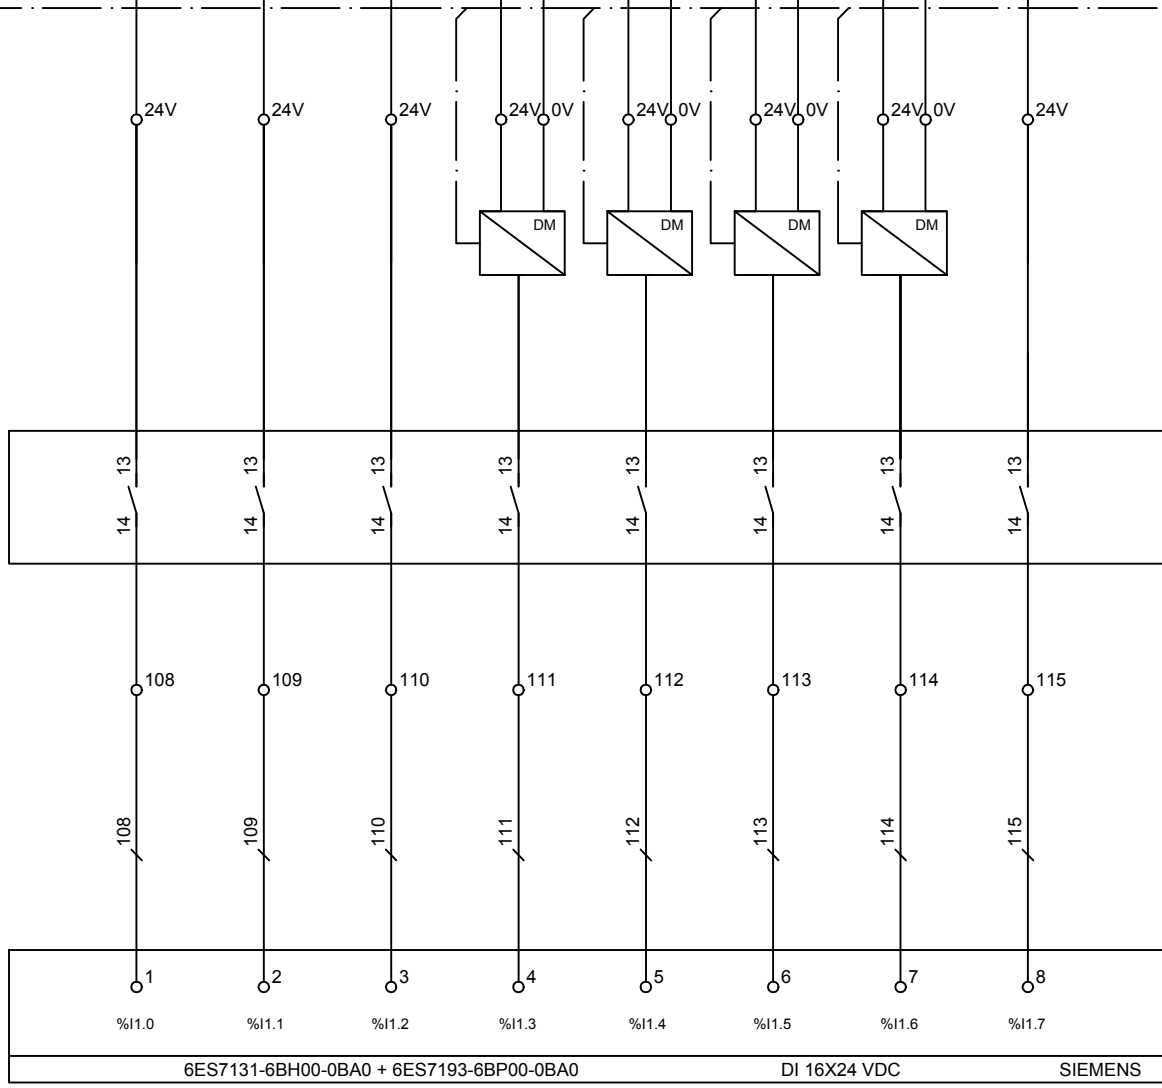 24V 24V 24V 24V 0V 24V 0V 24V 0V 24V 0V 24V
DM DM DM DM
13 13 13 13 13 13 13 13
14 14 14 14 14 14 14 14
108 109 110 111 112 113 114 115
108 109 110 111 112 113 114 115
1 2 3 4 5 6 7 8
%I1.0 %I1.1 %I1.2 %I1.3 %I1.4 %I1.5 %I1.6 %I1.7
6ES7131-6BH00-0BA0 + 6ES7193-6BP00-0BA0 DI 16X24 VDC SIEMENS